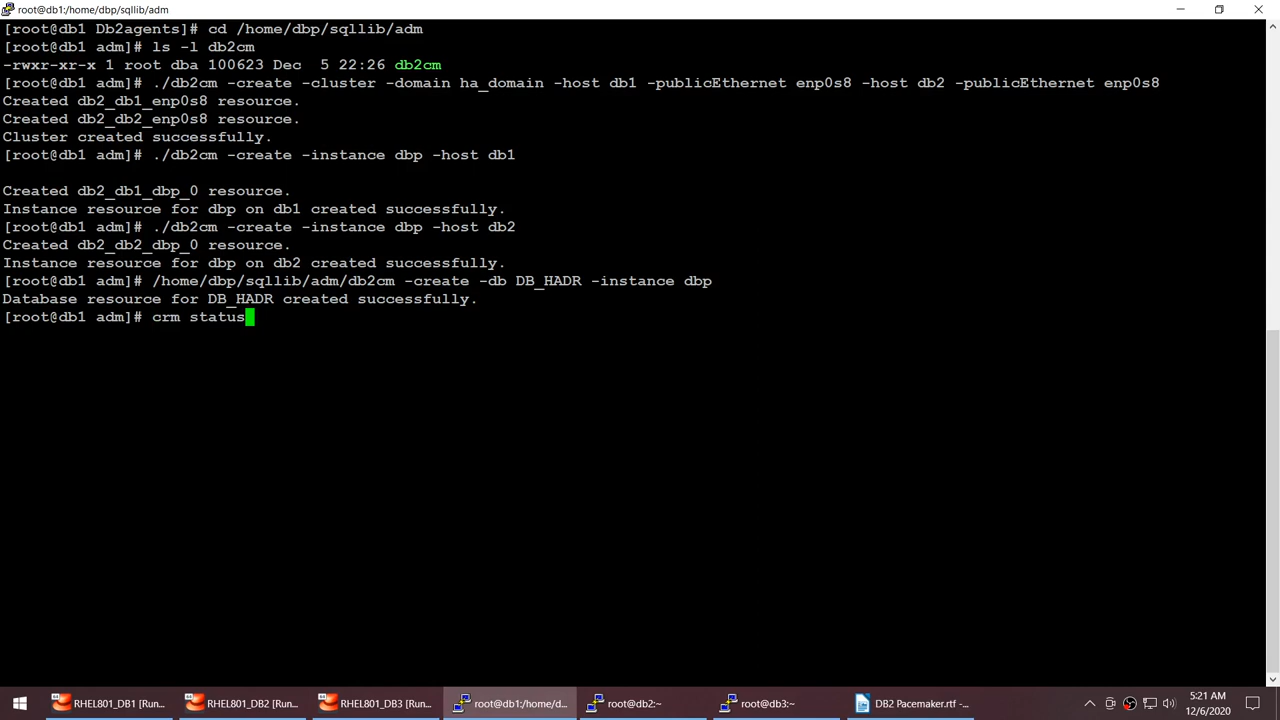 root@db1:/home/dbp/sqllib/adm
[root@db1 Db2agents]# cd /home/dbp/sqllib/adm
[root@db1 adm]# ls -l db2cm
-rwxr-xr-x 1 root dba 100623 Dec  5 22:26 db2cm
[root@db1 adm]# ./db2cm -create -cluster -domain ha_domain -host db1 -publicEthernet enp0s8 -host db2 -publicEthernet enp0s8
Created db2_db1_enp0s8 resource.
Created db2_db2_enp0s8 resource.
Cluster created successfully.
[root@db1 adm]# ./db2cm -create -instance dbp -host db1
Created db2_db1_dbp_0 resource.
Instance resource for dbp on db1 created successfully.
[root@db1 adm]# ./db2cm -create -instance dbp -host db2
Created db2_db2_dbp_0 resource.
Instance resource for dbp on db2 created successfully.
[root@db1 adm]# /home/dbp/sqllib/adm/db2cm -create -db DB_HADR -instance dbp
Database resource for DB_HADR created successfully.
[root@db1 adm]# crm status
RHEL801_DB1 [Run... RHEL801_DB2 [Run... RHEL801_DB3 [Run... root@db1:/home/d... root@db2:~ root@db3:~ DB2 Pacemaker.rtf -... 5:21 AM
12/6/2020